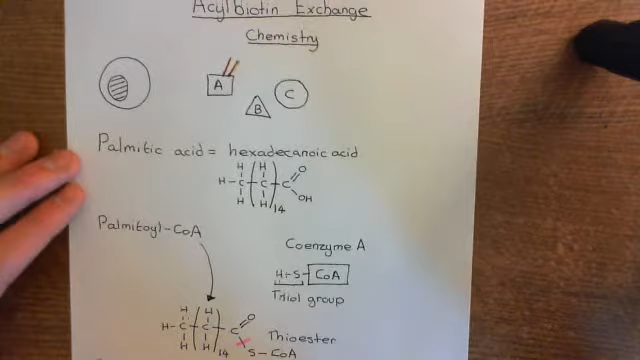 Acylbiotin Exchange
Chemistry
A
B
C
Palmitic acid = hexadecanoic acid
H H
H-C C-C O
H H OH
14
Palmitoyl-CoA
Coenzyme A
H-S-CoA
Thiol group
H H
H-C C-C O
H H 14 S-CoA
Thioester